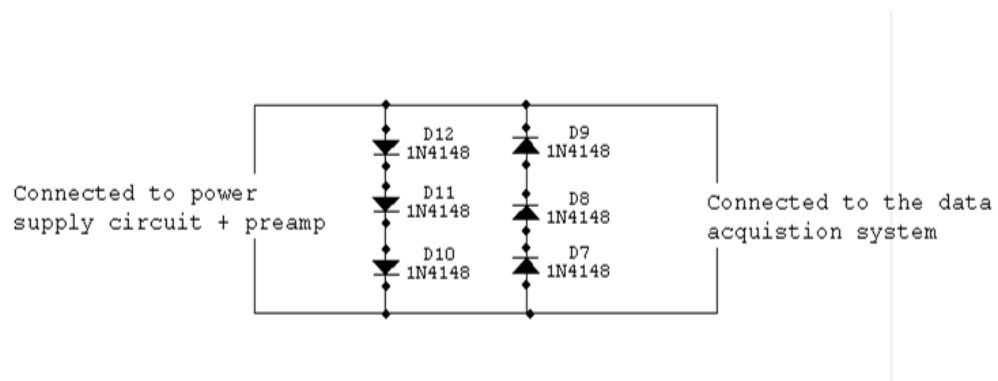 D12
1N4148
D9
1N4148
Connected to power
supply circuit + preamp
D11
1N4148
D8
1N4148
Connected to the data
acquistion system
D10
1N4148
D7
1N4148